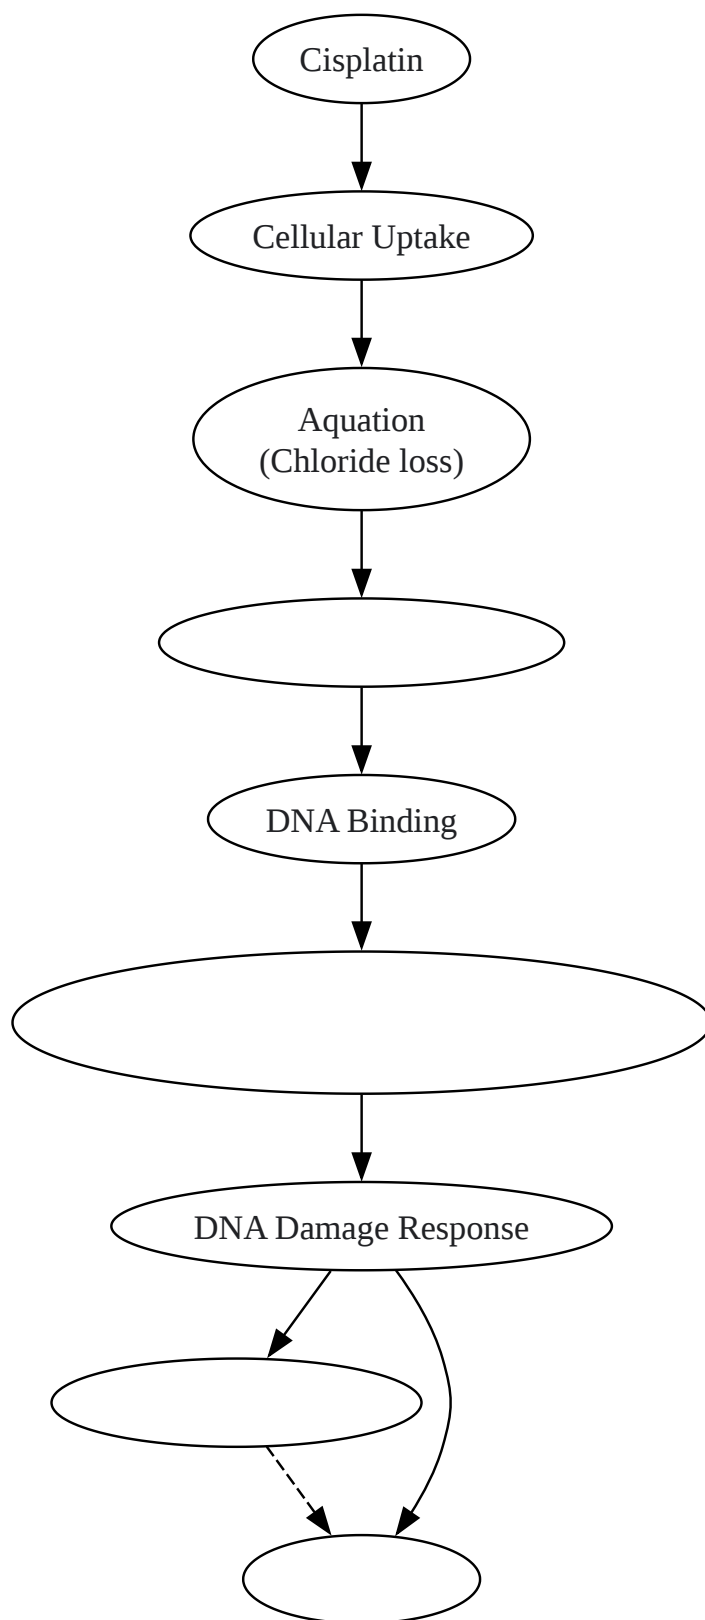 Cisplatin
Cellular Uptake
Aquation
(Chloride loss)
DNA Binding
DNA Damage Response